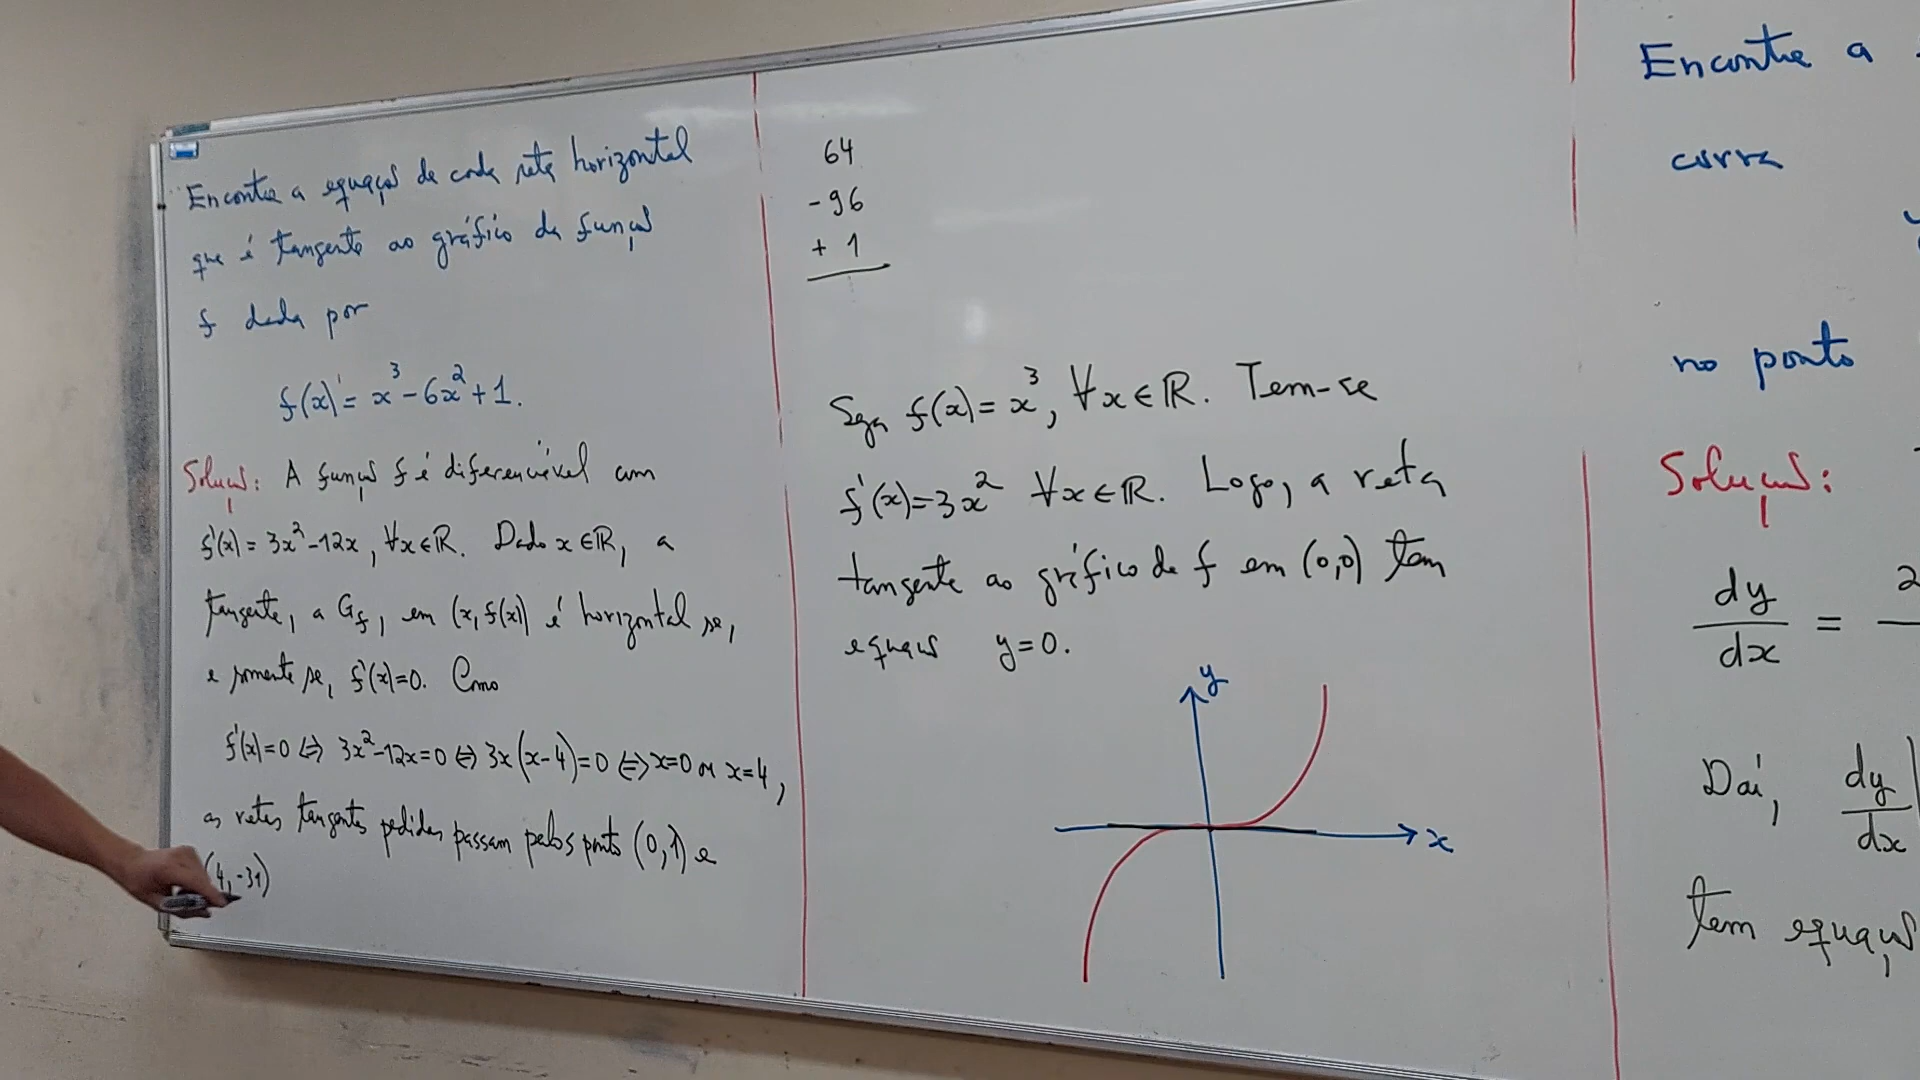 Encontre a equação de cada reta horizontal
que é tangente ao gráfico da função
f dada por
f(x) = x³ - 6x² + 1.
Solução: A função f é diferenciável com
f'(x) = 3x² - 12x, ∀x∈ℝ. Dado x∈ℝ, a
tangente, a G_f, em (x, f(x)) é horizontal se,
e somente se, f'(x)=0. Como
f'(x)=0 ⇔ 3x²-12x=0 ⇔ 3x(x-4)=0 ⇔ x=0 ou x=4,
as retas tangentes pedidas passam pelos ponto (0,1) e
(4,-31)
64
-96
+ 1
Seja f(x) = x³, ∀x∈ℝ. Tem-se
f'(x)=3x² ∀x∈ℝ. Logo, a reta
tangente ao gráfico de f em (0,0) tem
equação y=0.
y
x
Encontre a
curva
no ponto
Solução:
dy/dx = 2
Daí, dy/dx |
tem equação